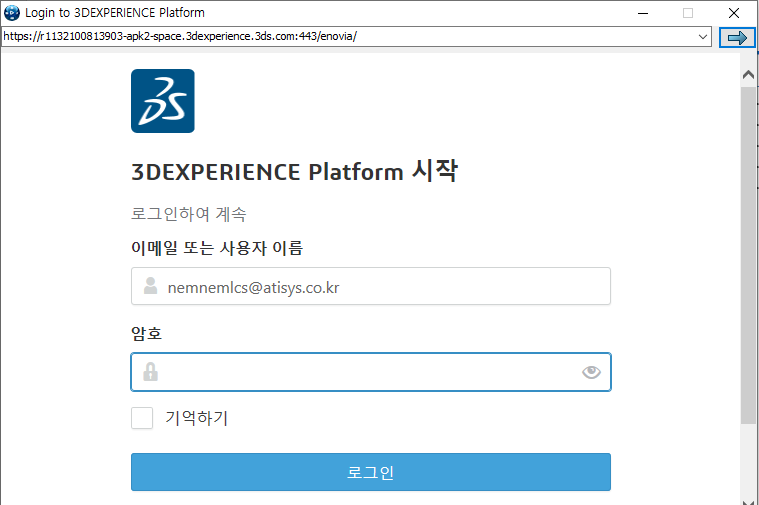 Login to 3DEXPERIENCE Platform
https://r1132100813903-apk2-space.3dexperience.3ds.com:443/enovia/
3DEXPERIENCE Platform 시작
로그인하여 계속
이메일 또는 사용자 이름
nemnemlcs@atisys.co.kr
암호
기억하기
로그인